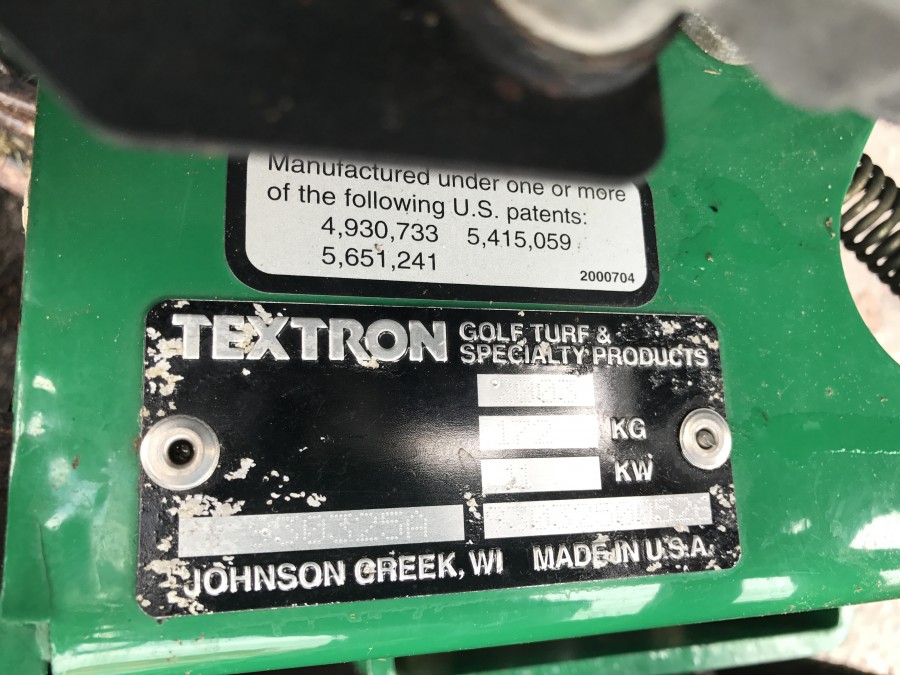 Manufactured under one or more
of the following U.S. patents:
4,930,733 5,415,059
5,651,241
2000704
TEXTRON
GOLF TURF &
SPECIALTY PRODUCTS
KG
KW
JOHNSON CREEK, WI MADE IN U.S.A.